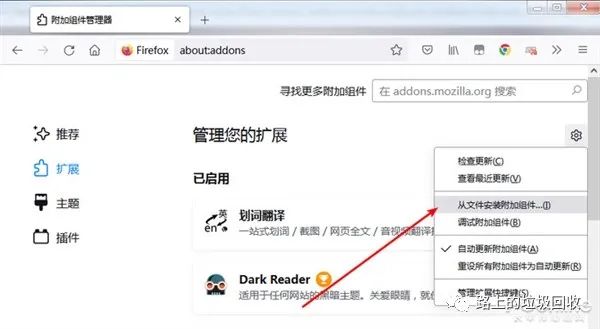 附加组件管理器
Firefox
about:addons
寻找更多附加组件
在 addons.mozilla.org 搜索
推荐
管理您的扩展
扩展
主题
插件
已启用
划词翻译
一站式划词 / 截图 / 网页全文 / 音视频翻译
Dark Reader
适用于任何网站的黑暗主题。关爱眼睛，就
检查更新(C)
查看最近更新(V)
从文件安装附加组件...(I)
调试附加组件(B)
自动更新附加组件(A)
重设所有附加组件为自动更新(R)
管理扩展快捷键(S)
路上的垃圾回收